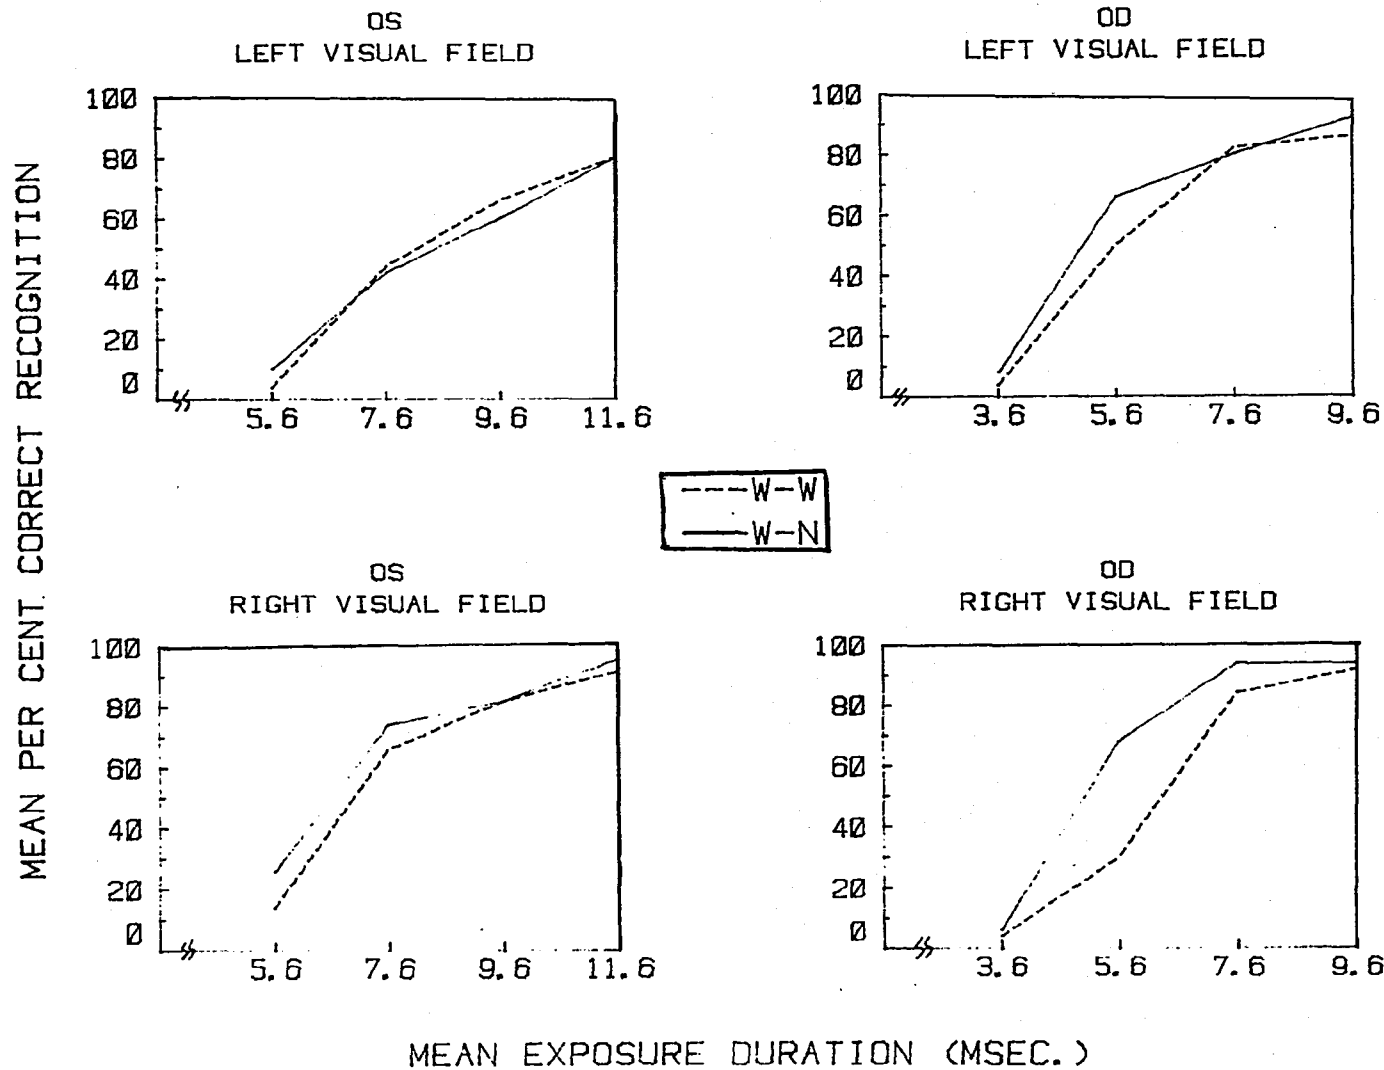 OS
LEFT VISUAL FIELD
100
80
60
40
20
0
5.6 7.6 9.6 11.6
OD
LEFT VISUAL FIELD
100
80
60
40
20
0
3.6 5.6 7.6 9.6
MEAN PER CENT. CORRECT RECOGNITION
W-W
W-N
OS
RIGHT VISUAL FIELD
100
80
60
40
20
0
5.6 7.6 9.6 11.6
OD
RIGHT VISUAL FIELD
100
80
60
40
20
0
3.6 5.6 7.6 9.6
MEAN EXPOSURE DURATION (MSEC.)